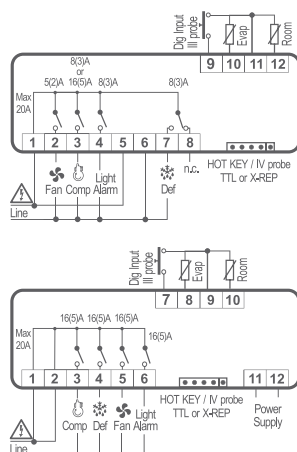 Dig Input
III probe
Evap
Room
9 10 11 12
8(3)A
or
5(2)A 16(5)A 8(3)A 8(3)A
Max
20A
1 2 3 4 5 6 7 8
HOT KEY / IV probe
TTL or X-REP
Fan Comp Light
Alarm
Def
n.c.
Line
Dig Input
III probe
Evap
Room
7 8 9 10
16(5)A 16(5)A 16(5)A
16(5)A
Max
20A
1 2 3 4 5 6
11 12
HOT KEY / IV probe
TTL or X-REP
Power
Supply
Comp Def Fan Light
Alarm
Line